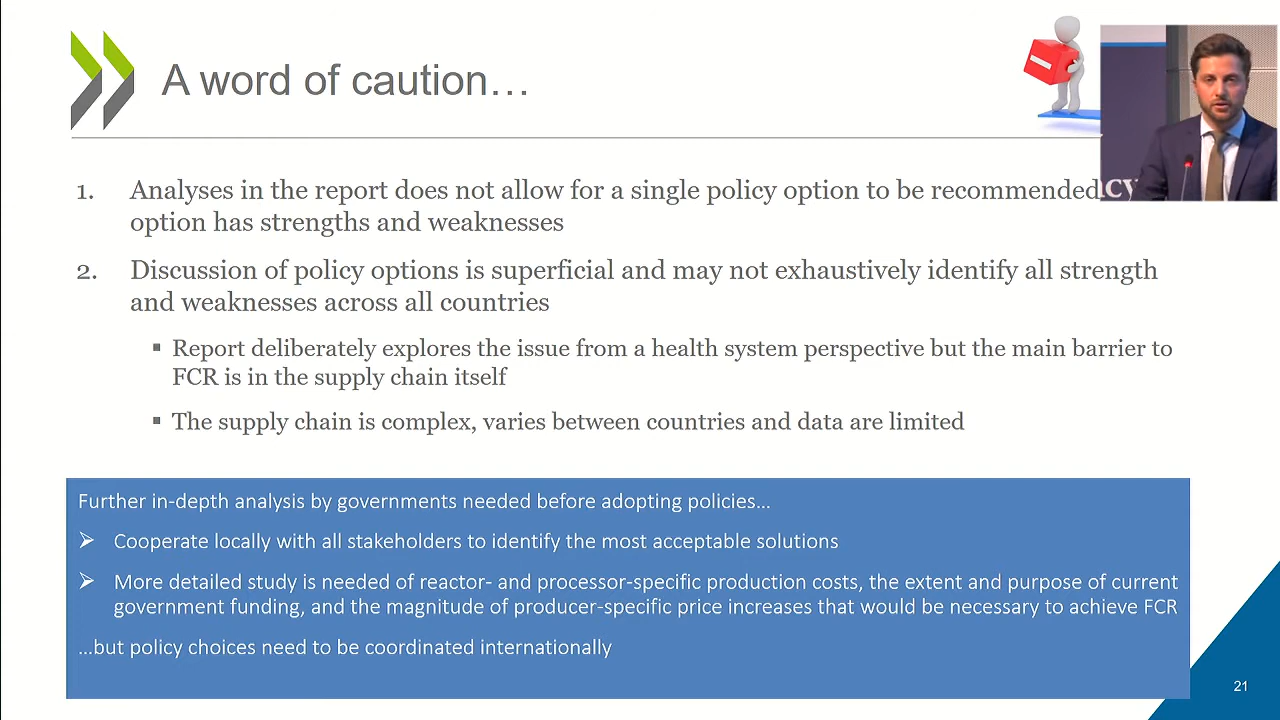 A word of caution…
1. Analyses in the report does not allow for a single policy option to be recommended
option has strengths and weaknesses
2. Discussion of policy options is superficial and may not exhaustively identify all strength
and weaknesses across all countries
▪ Report deliberately explores the issue from a health system perspective but the main barrier to
FCR is in the supply chain itself
▪ The supply chain is complex, varies between countries and data are limited
Further in-depth analysis by governments needed before adopting policies…
➢ Cooperate locally with all stakeholders to identify the most acceptable solutions
➢ More detailed study is needed of reactor- and processor-specific production costs, the extent and purpose of current
government funding, and the magnitude of producer-specific price increases that would be necessary to achieve FCR
…but policy choices need to be coordinated internationally
21